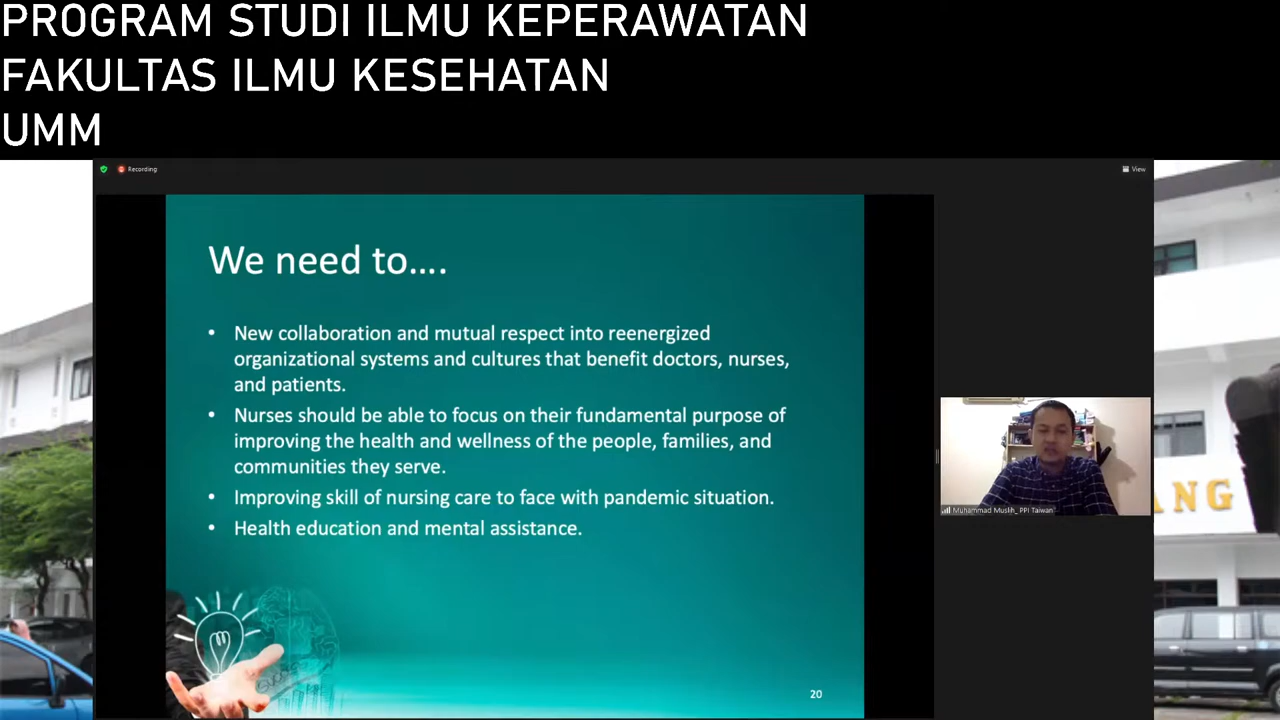 PROGRAM STUDI ILMU KEPERAWATAN
FAKULTAS ILMU KESEHATAN
UMM
Recording
View
We need to....
• New collaboration and mutual respect into reenergized
organizational systems and cultures that benefit doctors, nurses,
and patients.
• Nurses should be able to focus on their fundamental purpose of
improving the health and wellness of the people, families, and
communities they serve.
• Improving skill of nursing care to face with pandemic situation.
• Health education and mental assistance.
Muhammad Muslih_ PPI Taiwan
ANG
20